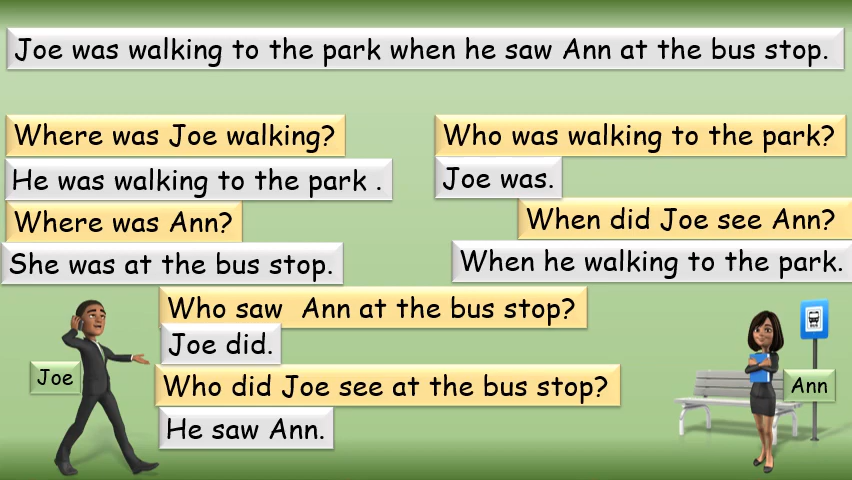 Joe was walking to the park when he saw Ann at the bus stop.
Where was Joe walking?
He was walking to the park .
Where was Ann?
She was at the bus stop.
Who was walking to the park?
Joe was.
When did Joe see Ann?
When he walking to the park.
Who saw  Ann at the bus stop?
Joe did.
Who did Joe see at the bus stop?
He saw Ann.
Joe
Ann